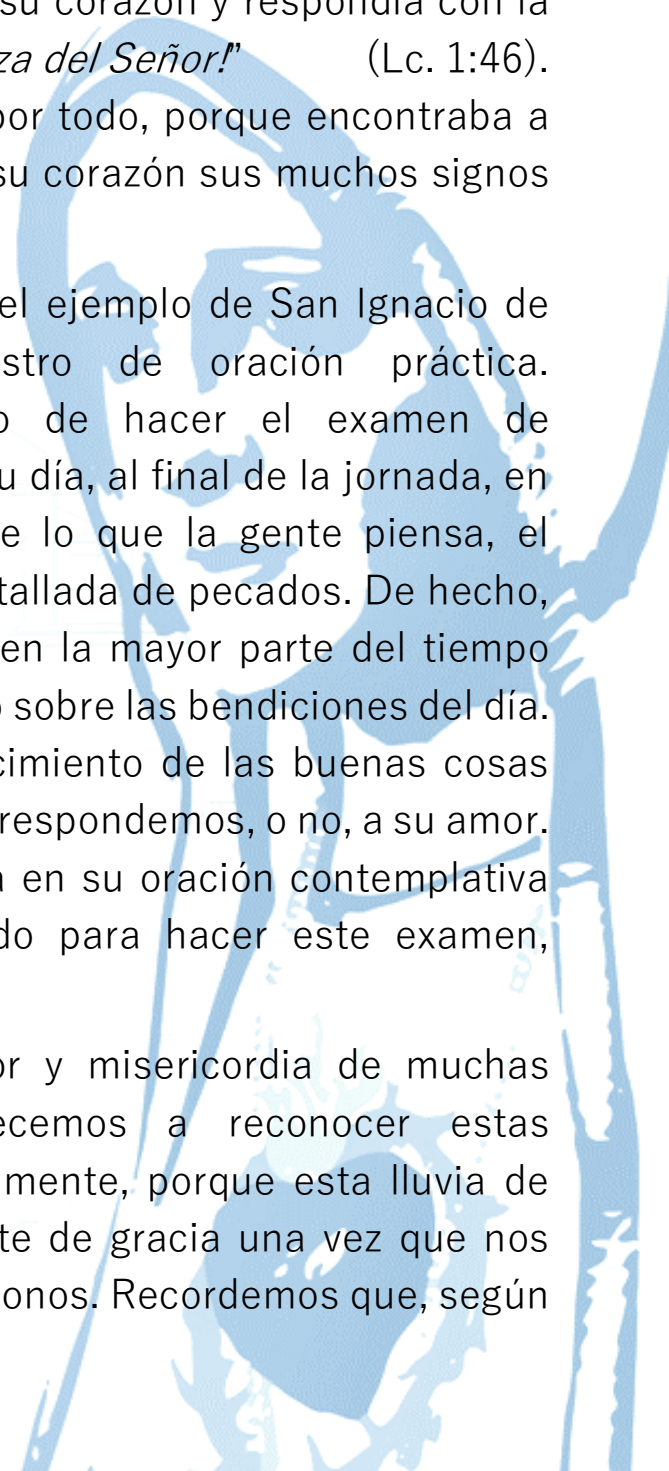 su corazón y respondía con la
za del Señor!” (Lc. 1:46).
por todo, porque encontraba a
su corazón sus muchos signos
el ejemplo de San Ignacio de
stro de oración práctica.
o de hacer el examen de
u día, al final de la jornada, en
e lo que la gente piensa, el
tallada de pecados. De hecho,
en la mayor parte del tiempo
o sobre las bendiciones del día.
cimiento de las buenas cosas
respondemos, o no, a su amor.
a en su oración contemplativa
do para hacer este examen,
or y misericordia de muchas
ecemos a reconocer estas
mente, porque esta lluvia de
te de gracia una vez que nos
onos. Recordemos que, según